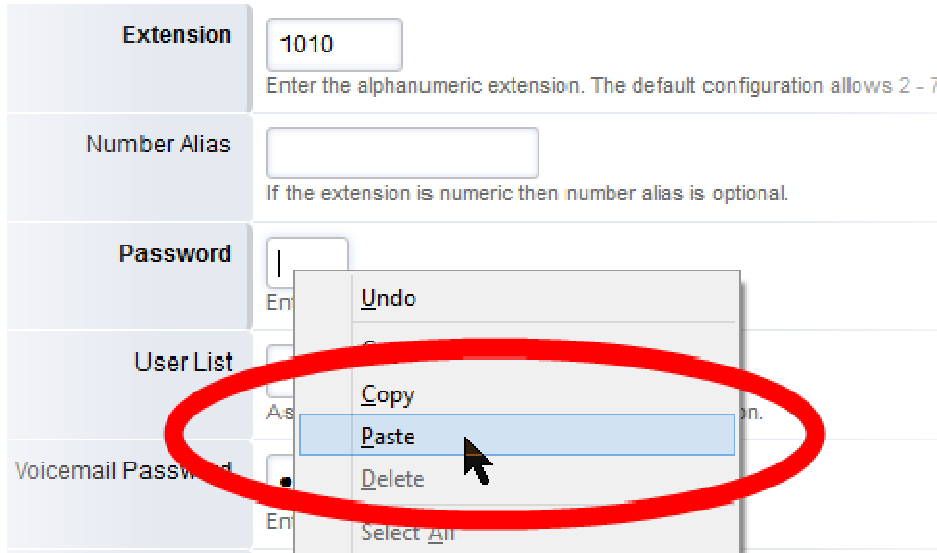 Extension
1010
Enter the alphanumeric extension. The default configuration allows 2 - 7
Number Alias
If the extension is numeric then number alias is optional.
Password
Undo
User List
Copy
Paste
Voicemail Password
Delete
Select All